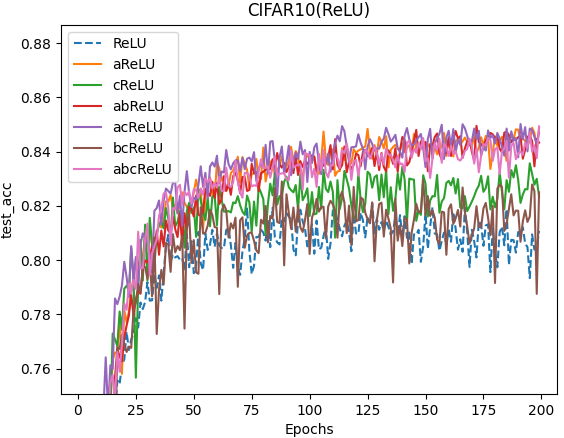 CIFAR10(ReLU)
ReLU
aReLU
cReLU
abReLU
acReLU
bcReLU
abcReLU
test_acc
0.88
0.86
0.84
0.82
0.80
0.78
0.76
0 25 50 75 100 125 150 175 200
Epochs